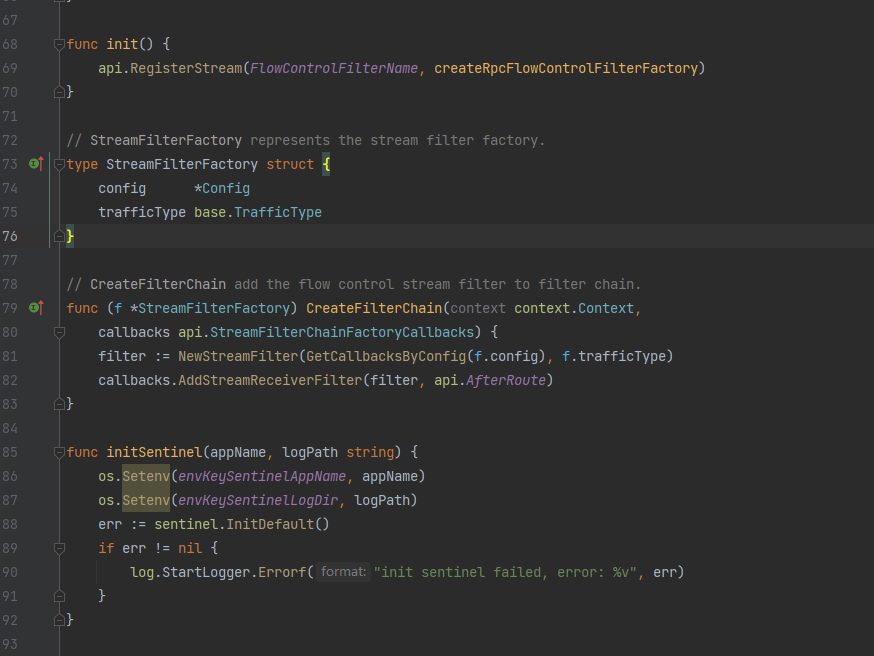 67
68 func init() {
69     api.RegisterStream(FlowControlFilterName, createRpcFlowControlFilterFactory)
70 }
71
72 // StreamFilterFactory represents the stream filter factory.
73 type StreamFilterFactory struct {
74     config      *Config
75     trafficType base.TrafficType
76 }
77
78 // CreateFilterChain add the flow control stream filter to filter chain.
79 func (f *StreamFilterFactory) CreateFilterChain(context context.Context,
80     callbacks api.StreamFilterChainFactoryCallbacks) {
81     filter := NewStreamFilter(GetCallbacksByConfig(f.config), f.trafficType)
82     callbacks.AddStreamReceiverFilter(filter, api.AfterRoute)
83 }
84
85 func initSentinel(appName, logPath string) {
86     os.Setenv(envKeySentinelAppName, appName)
87     os.Setenv(envKeySentinelLogDir, logPath)
88     err := sentinel.InitDefault()
89     if err != nil {
90         log.StartLogger.Errorf( format: "init sentinel failed, error: %v", err)
91     }
92 }
93